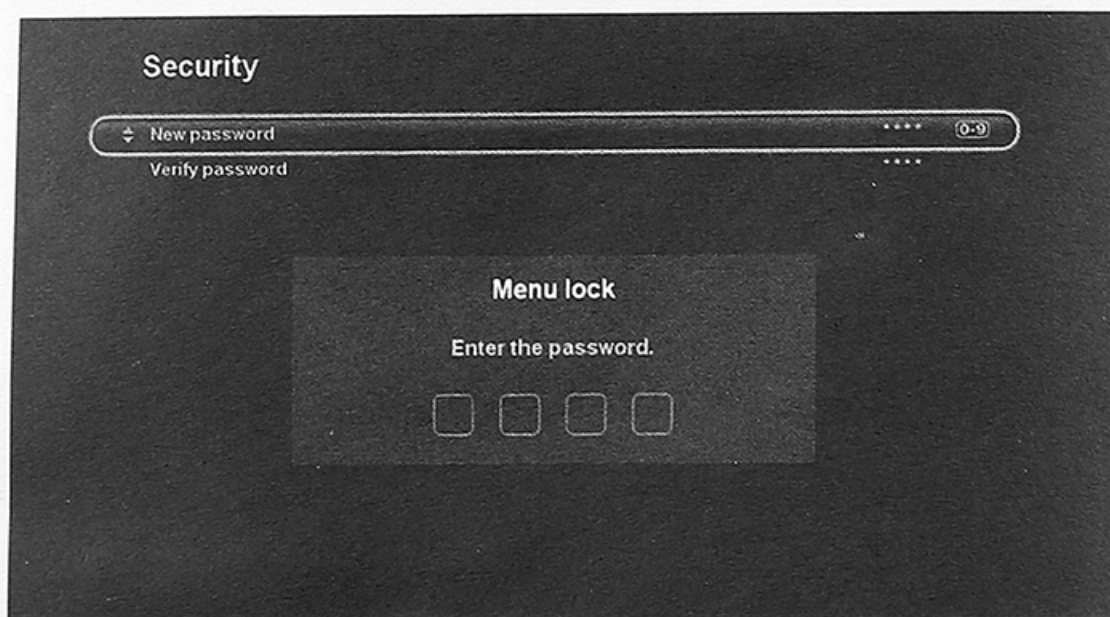 Security
New password **** 0-9
Verify password ****
Menu lock
Enter the password.